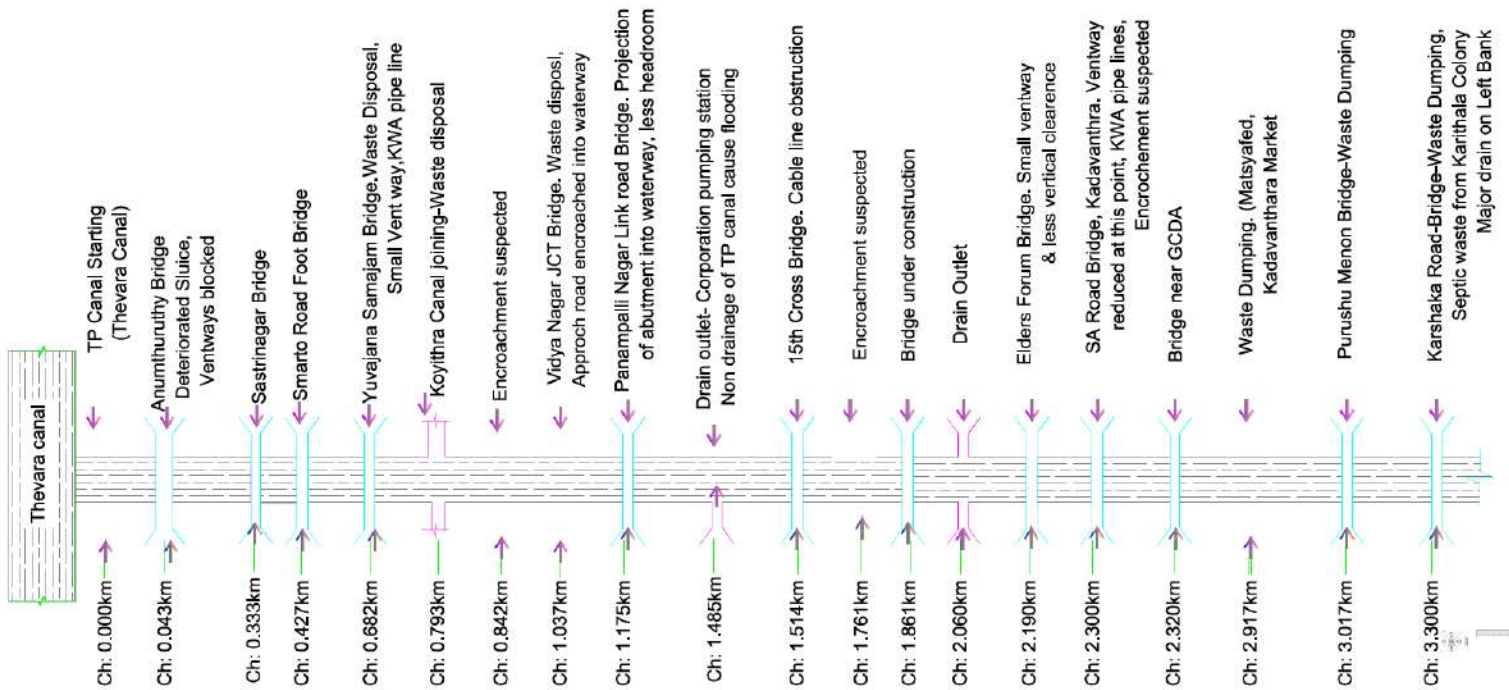 Thevara canal
TP Canal Starting
(Thevara Canal)
Anumthuruthy Bridge
Deteriorated Sluice,
Ventways blocked
Sastrinagar Bridge
Smarto Road Foot Bridge
Yuvajana Samajam Bridge.Waste Disposal,
Small Vent way,KWA pipe line
Koyithra Canal joining-Waste disposal
Encroachment suspected
Vidya Nagar JCT Bridge. Waste disposl,
Approch road encroached into waterway
Panampalli Nagar Link road Bridge. Projection
of abutment into waterway, less headroom
Drain outlet- Corporation pumping station
Non drainage of TP canal cause flooding
15th Cross Bridge. Cable line obstruction
Encroachment suspected
Bridge under construction
Drain Outlet
Elders Forum Bridge. Small ventway
& less vertical clearence
SA Road Bridge, Kadavanthra. Ventway
reduced at this point, KWA pipe lines,
Encrochement suspected
Bridge near GCDA
Waste Dumping. (Matsyafed,
Kadavanthara Market
Purushu Menon Bridge-Waste Dumping
Karshaka Road-Bridge-Waste Dumping,
Septic waste from Karithala Colony
Major drain on Left Bank
Ch: 0.000km
Ch: 0.043km
Ch: 0.333km
Ch: 0.427km
Ch: 0.682km
Ch: 0.793km
Ch: 0.842km
Ch: 1.037km
Ch: 1.175km
Ch: 1.485km
Ch: 1.514km
Ch: 1.761km
Ch: 1.861km
Ch: 2.060km
Ch: 2.190km
Ch: 2.300km
Ch: 2.320km
Ch: 2.917km
Ch: 3.017km
Ch: 3.300km